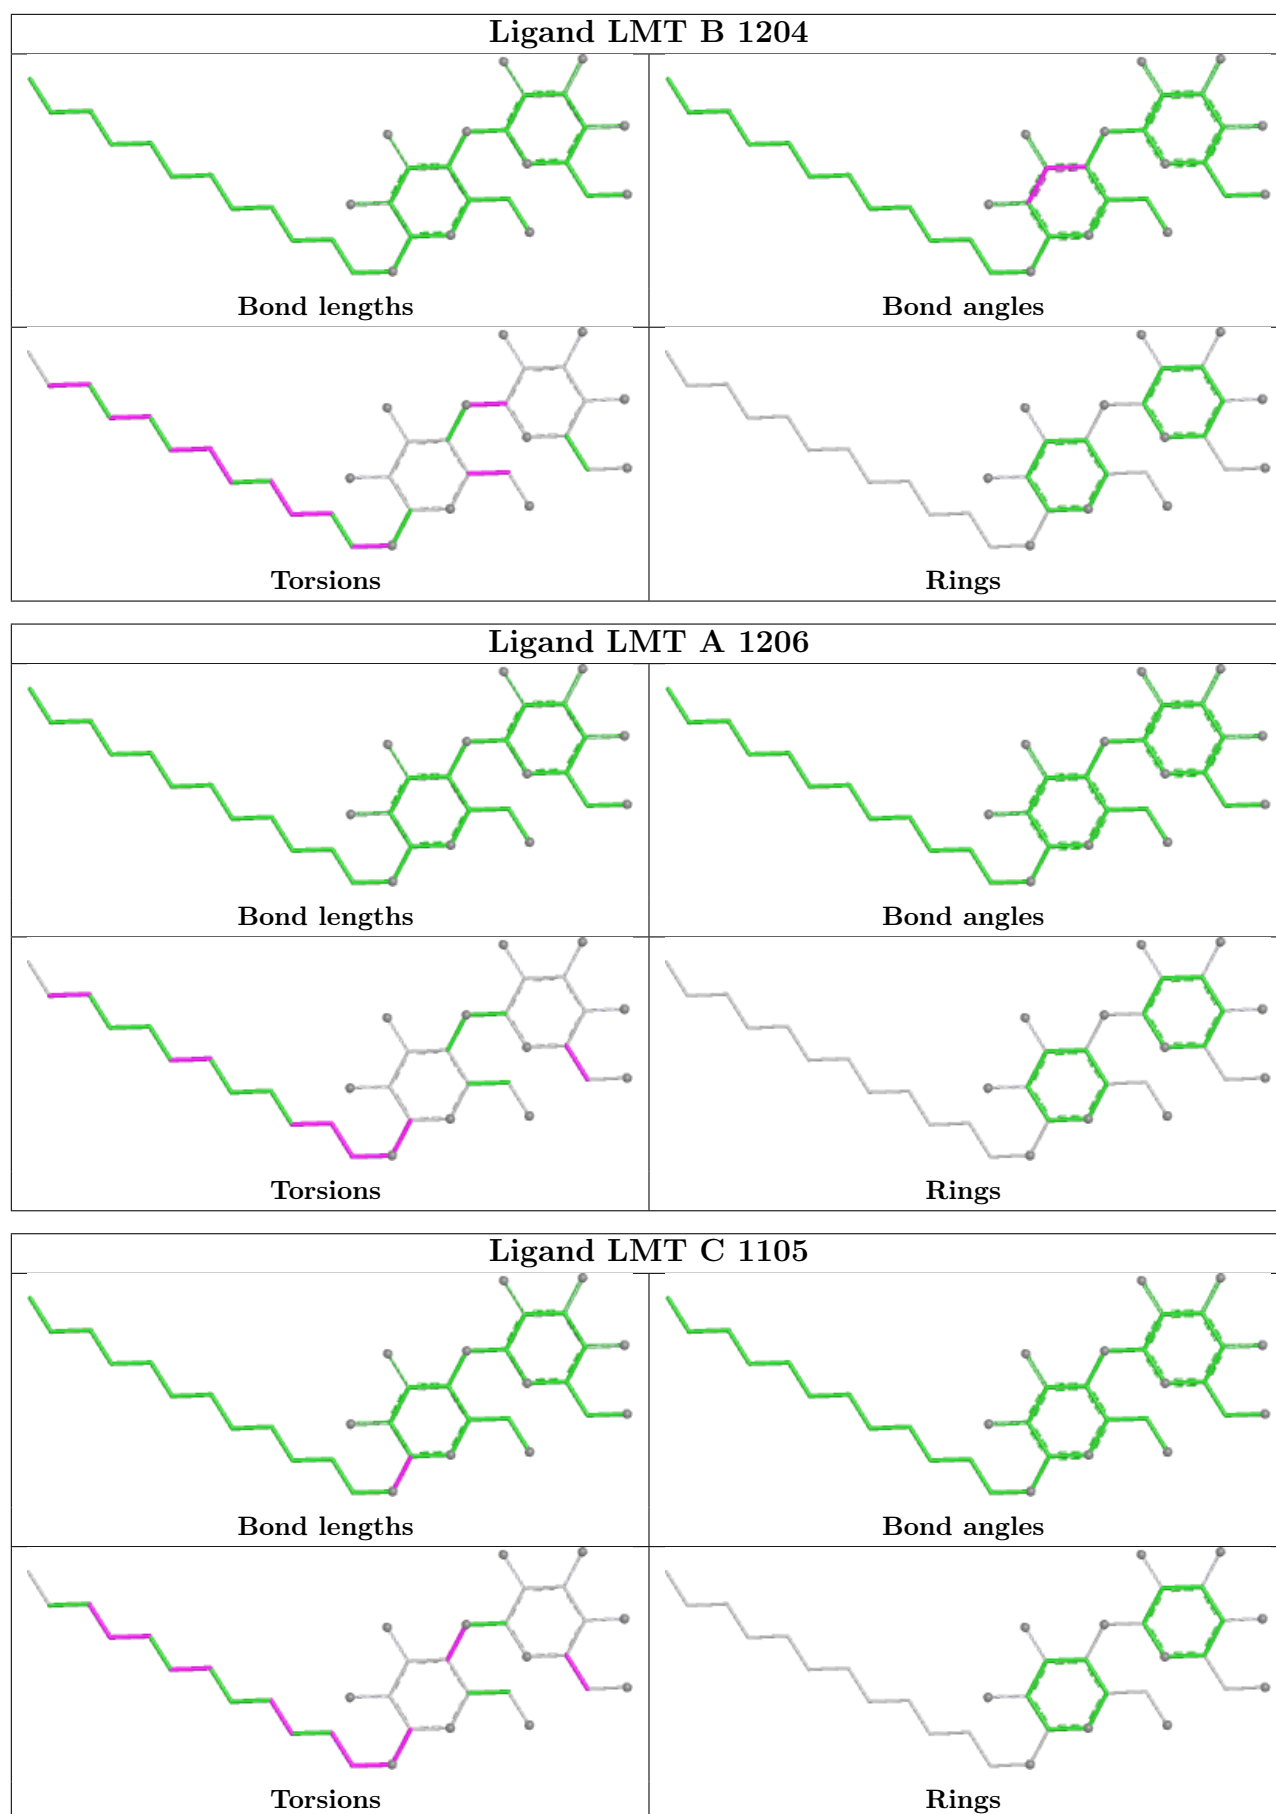 Ligand LMT B 1204
Bond lengths
Bond angles
Torsions
Rings
Ligand LMT A 1206
Bond lengths
Bond angles
Torsions
Rings
Ligand LMT C 1105
Bond lengths
Bond angles
Torsions
Rings